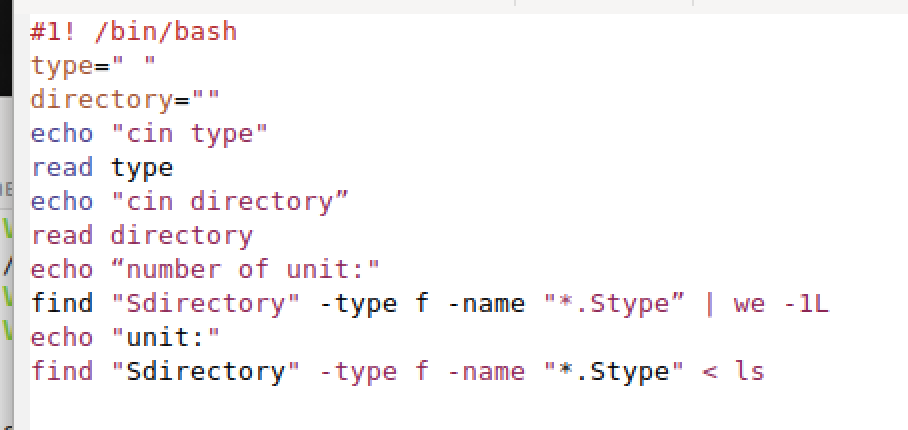 #1! /bin/bash
type=" "
directory=""
echo "cin type"
read type
echo "cin directory”
read directory
echo “number of unit:"
find "Sdirectory" -type f -name "*.Stype” | we -1L
echo "unit:"
find "Sdirectory" -type f -name "*.Stype" < ls